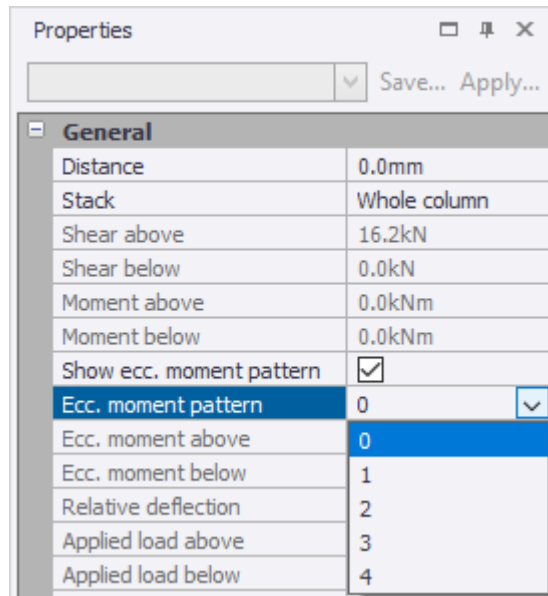 Properties
Save... Apply...
General
Distance 0.0mm
Stack Whole column
Shear above 16.2kN
Shear below 0.0kN
Moment above 0.0kNm
Moment below 0.0kNm
Show ecc. moment pattern
Ecc. moment pattern 0
Ecc. moment above 0
Ecc. moment below 1
Relative deflection 2
Applied load above 3
Applied load below 4